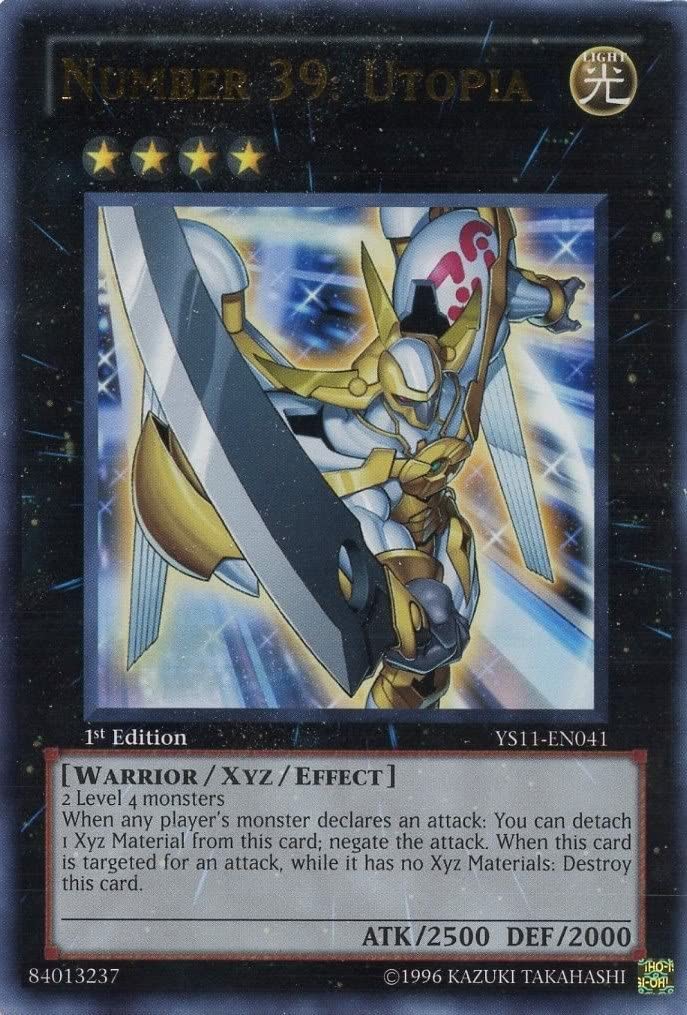 NUMBER 39: UTOPIA
LIGHT
光
39
1st Edition
YS11-EN041
[WARRIOR / XYZ / EFFECT]
2 Level 4 monsters
When any player's monster declares an attack: You can detach
1 Xyz Material from this card; negate the attack. When this card
is targeted for an attack, while it has no Xyz Materials: Destroy
this card.
ATK/2500 DEF/2000
84013237
©1996 KAZUKI TAKAHASHI